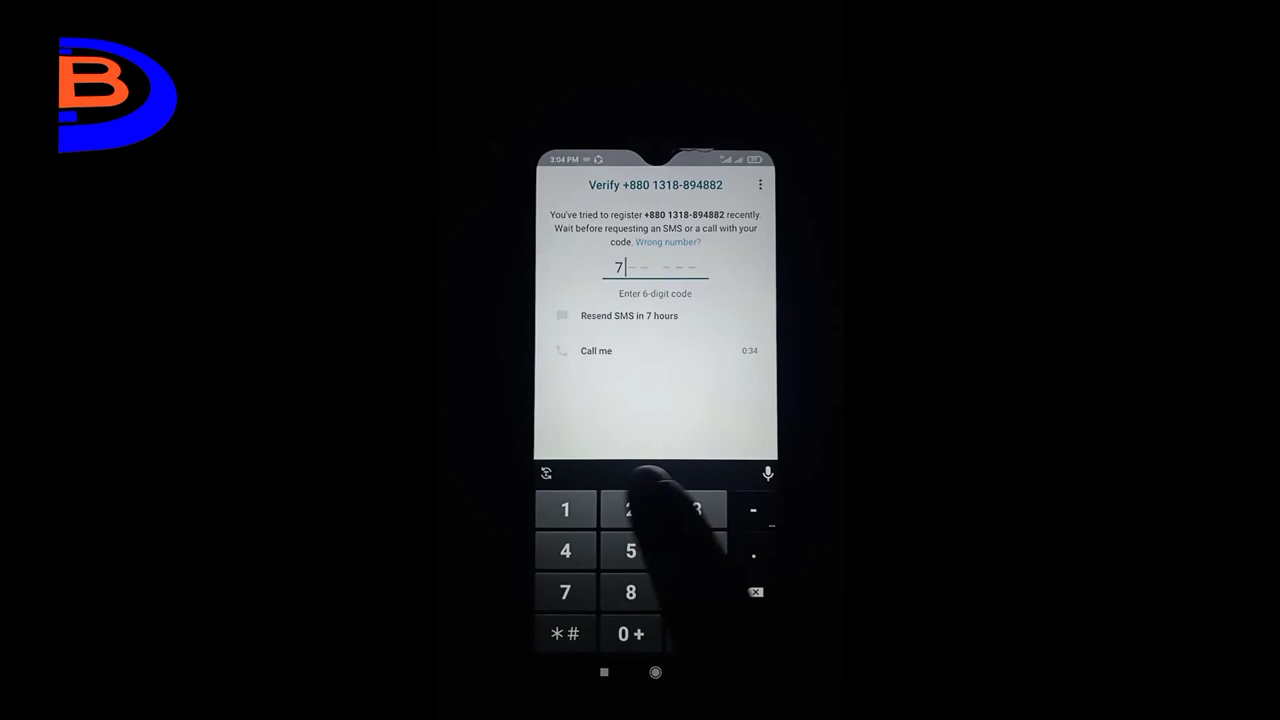 B
3:04 PM
Verify +880 1318-894882
You've tried to register +880 1318-894882 recently.
Wait before requesting an SMS or a call with your
code. Wrong number?
7
Enter 6-digit code
Resend SMS in 7 hours
Call me 0:34
1 2 3 -
4 5 .
7 8
*# 0 +